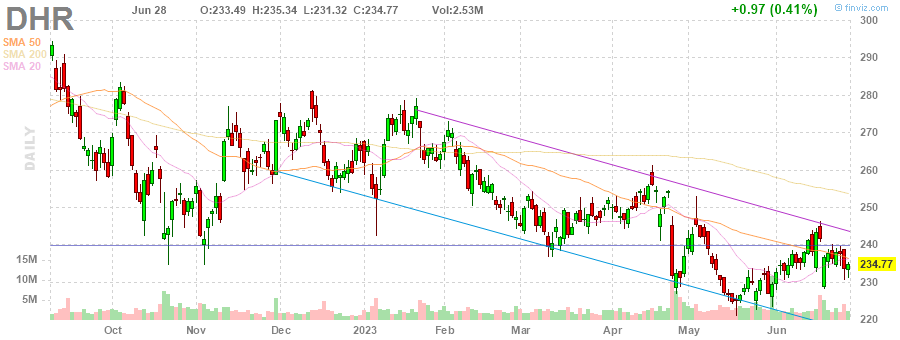 DHR Jun 28 O:233.49 H:235.34 L:231.32 C:234.77 Vol:2.53M +0.97 (0.41%) © finviz.com
SMA 50
SMA 200
SMA 20
DAILY
300
290
280
270
260
250
240
234.77
230
220
15M
10M
5M
Oct Nov Dec 2023 Feb Mar Apr May Jun